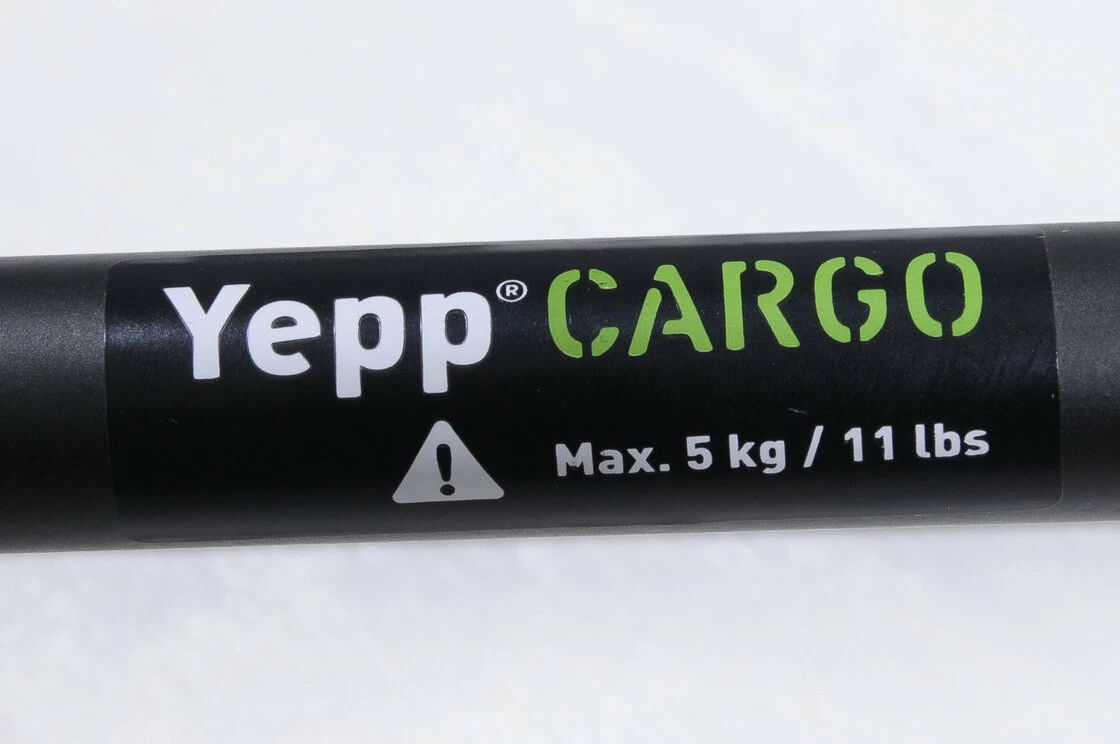 Yepp® CARGO
Max. 5 kg / 11 lbs